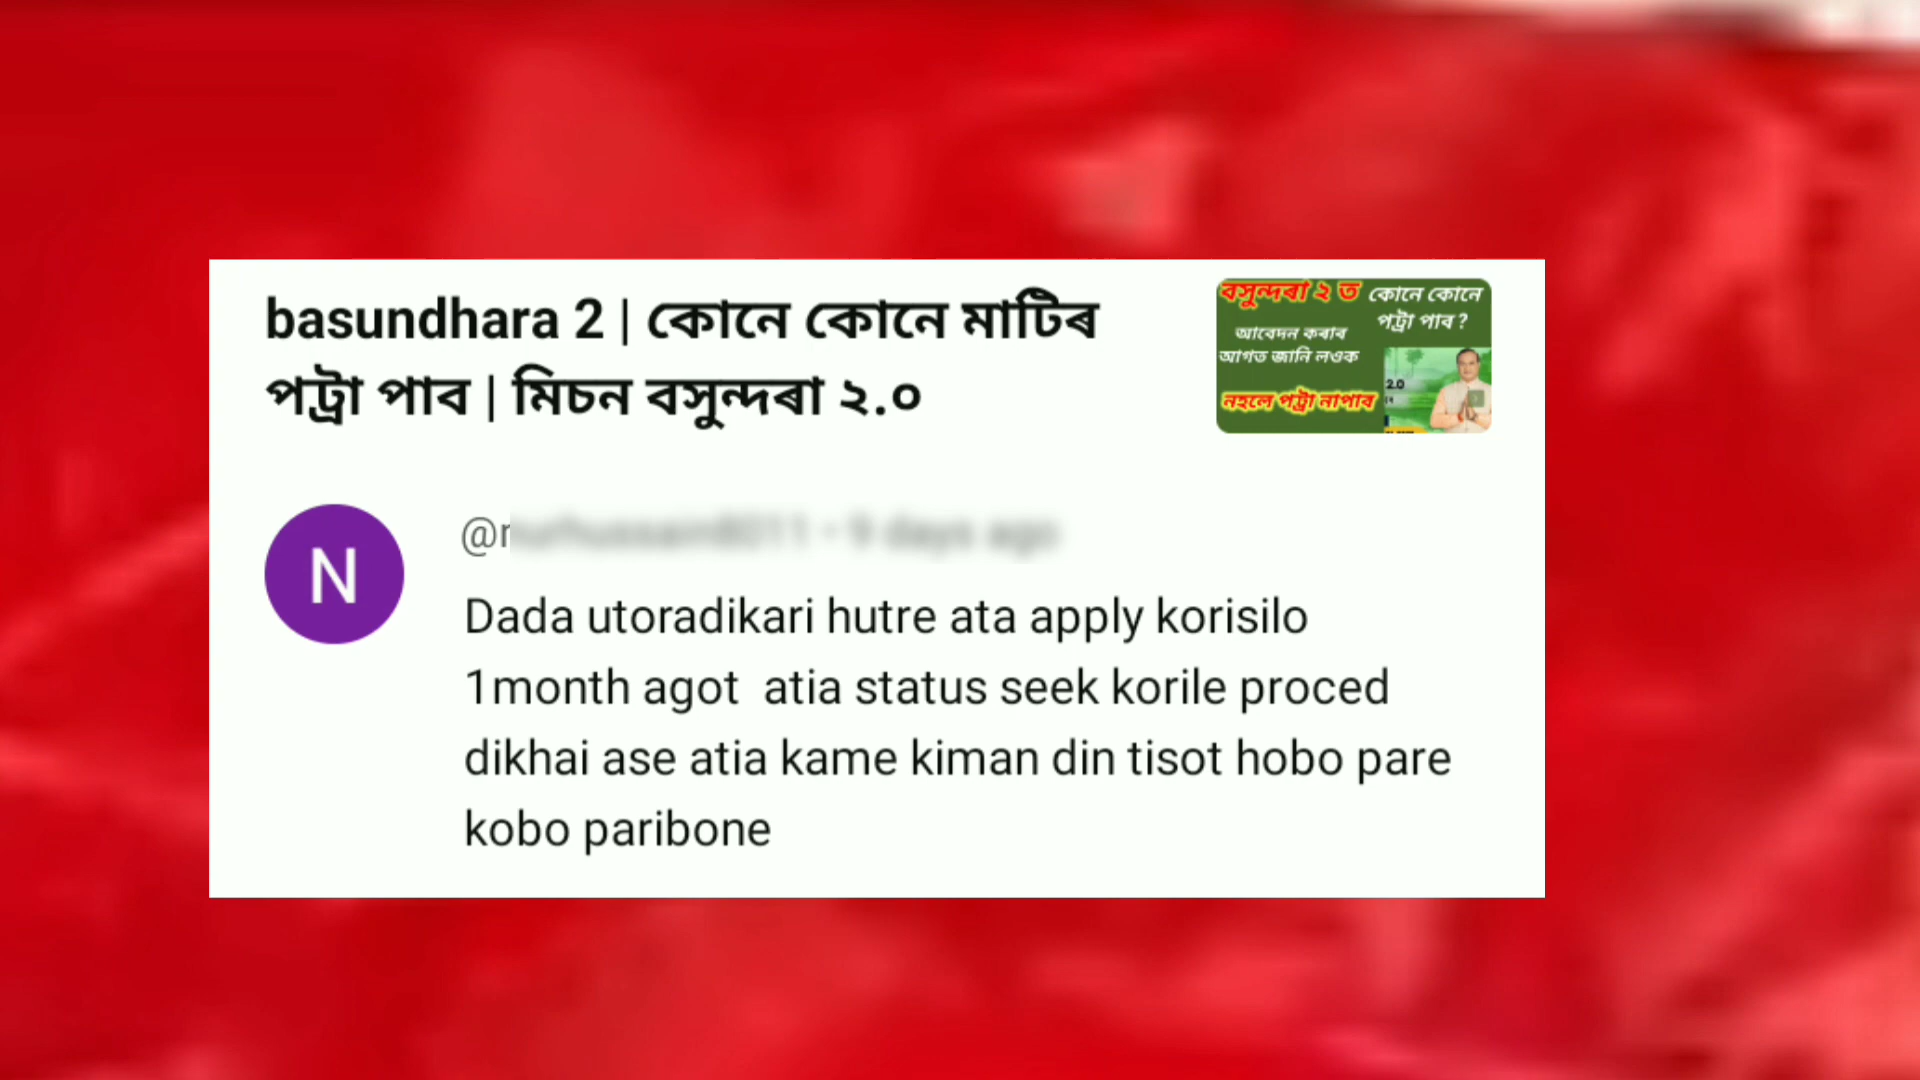 basundhara 2 | কোনে কোনে মাটিৰ
পট্ৰা পাব | মিচন বসুন্দৰা ২.০
বসুন্দৰা ২ ত
কোনে কোনে
পট্ৰা পাব ?
আবেদন কৰাৰ
আগত জানি লওক
নহলে পট্ৰা নাপাব
2.0
N
Dada utoradikari hutre ata apply korisilo
1month agot atia status seek korile proced
dikhai ase atia kame kiman din tisot hobo pare
kobo paribone